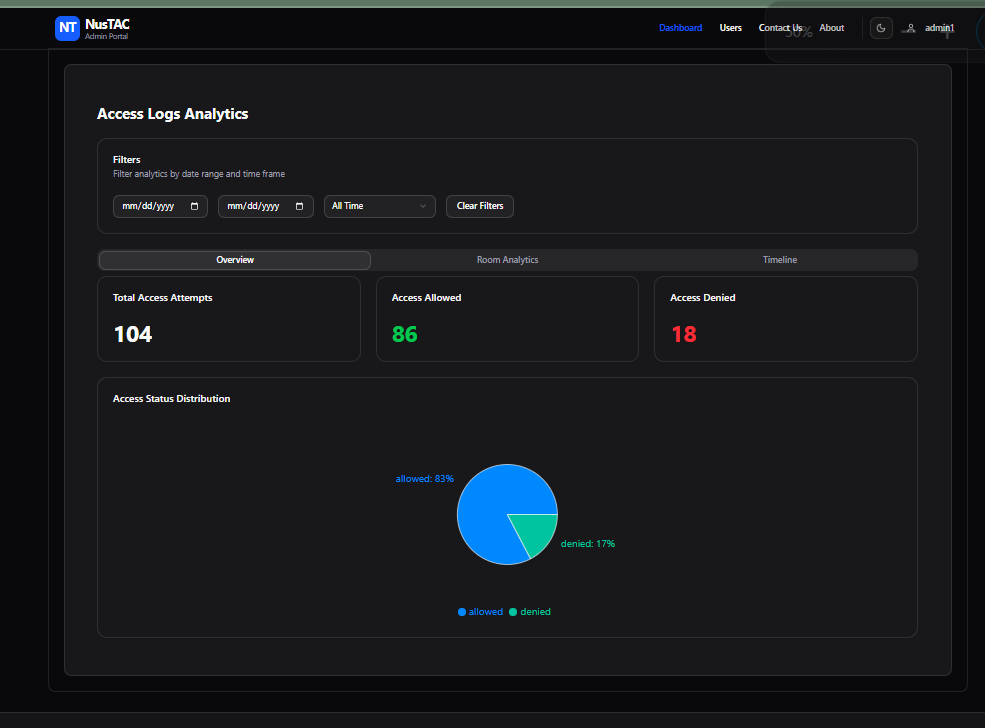 NT NusTAC
Admin Portal
Dashboard Users Contact Us About admin1
50%
Access Logs Analytics
Filters
Filter analytics by date range and time frame
mm/dd/yyyy mm/dd/yyyy All Time Clear Filters
Overview Room Analytics Timeline
Total Access Attempts Access Allowed Access Denied
104 86 18
Access Status Distribution
allowed: 83%
denied: 17%
allowed denied